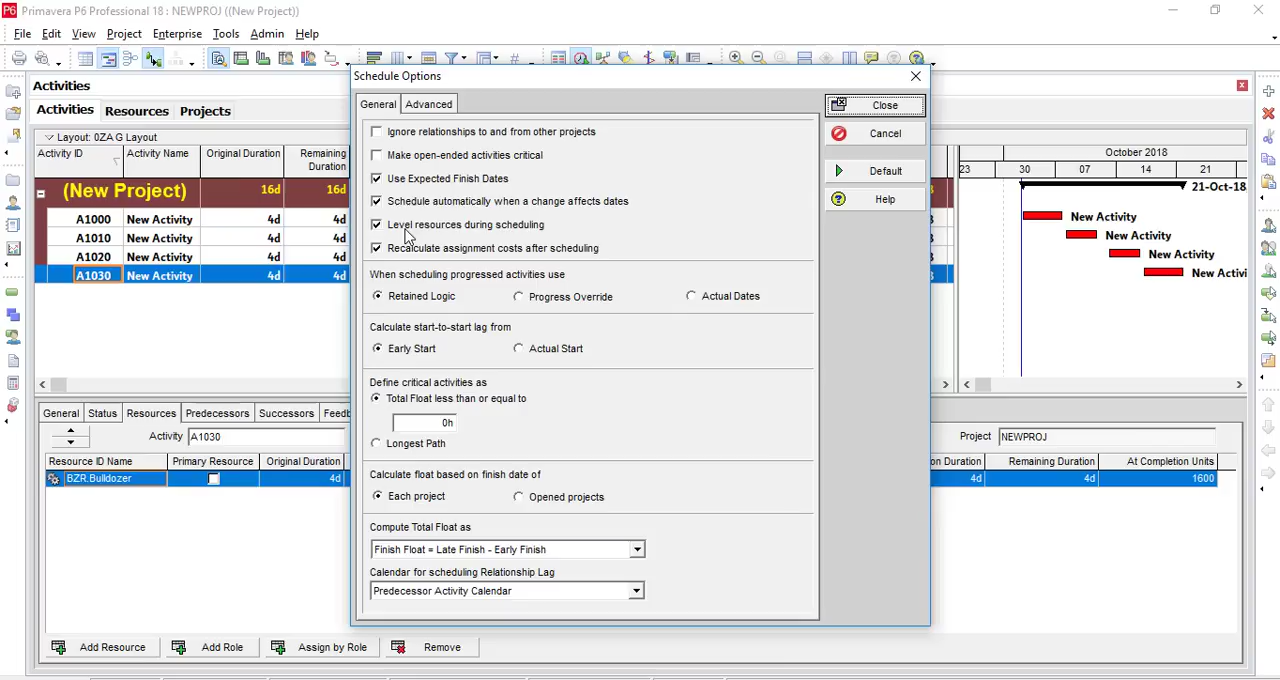 P6 Primavera P6 Professional 18 : NEWPROJ ((New Project))
File Edit View Project Enterprise Tools Admin Help
Activities
Activities Resources Projects
Layout: 0ZA G Layout
Activity ID Activity Name Original Duration Remaining Duration
(New Project) 16d 16d
A1000 New Activity 4d 4d
A1010 New Activity 4d 4d
A1020 New Activity 4d 4d
A1030 New Activity 4d 4d
Schedule Options
General Advanced
Ignore relationships to and from other projects
Make open-ended activities critical
Use Expected Finish Dates
Schedule automatically when a change affects dates
Level resources during scheduling
Recalculate assignment costs after scheduling
When scheduling progressed activities use
Retained Logic Progress Override Actual Dates
Calculate start-to-start lag from
Early Start Actual Start
Define critical activities as
Total Float less than or equal to
0h
Longest Path
Calculate float based on finish date of
Each project Opened projects
Compute Total Float as
Finish Float = Late Finish - Early Finish
Calendar for scheduling Relationship Lag
Predecessor Activity Calendar
Close
Cancel
Default
Help
October 2018
23 30 07 14 21
21-Oct-18
New Activity
New Activity
New Activity
New Activi
General Status Resources Predecessors Successors Feedb
Activity A1030 Project NEWPROJ
Resource ID Name Primary Resource Original Duration on Duration Remaining Duration At Completion Units
BZR.Bulldozer 4d 4d 4d 1600
Add Resource Add Role Assign by Role Remove